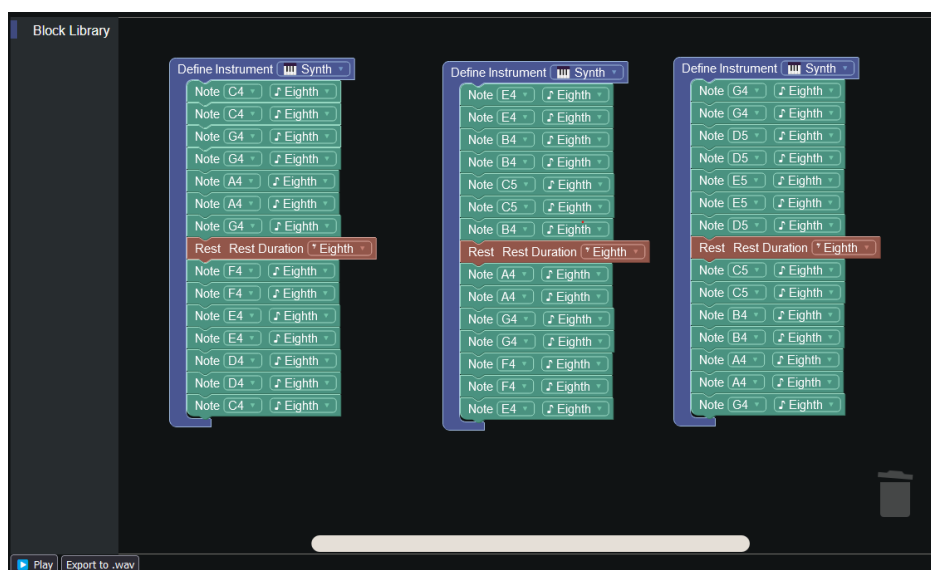 Block Library
Define Instrument Synth
Note C4 Eighth
Note C4 Eighth
Note G4 Eighth
Note G4 Eighth
Note A4 Eighth
Note A4 Eighth
Note G4 Eighth
Rest Rest Duration Eighth
Note F4 Eighth
Note F4 Eighth
Note E4 Eighth
Note E4 Eighth
Note D4 Eighth
Note D4 Eighth
Note C4 Eighth
Define Instrument Synth
Note E4 Eighth
Note E4 Eighth
Note B4 Eighth
Note B4 Eighth
Note C5 Eighth
Note C5 Eighth
Note B4 Eighth
Rest Rest Duration Eighth
Note A4 Eighth
Note A4 Eighth
Note G4 Eighth
Note G4 Eighth
Note F4 Eighth
Note F4 Eighth
Note E4 Eighth
Define Instrument Synth
Note G4 Eighth
Note G4 Eighth
Note D5 Eighth
Note D5 Eighth
Note E5 Eighth
Note E5 Eighth
Note D5 Eighth
Rest Rest Duration Eighth
Note C5 Eighth
Note C5 Eighth
Note B4 Eighth
Note B4 Eighth
Note A4 Eighth
Note A4 Eighth
Note G4 Eighth
Play Export to .wav